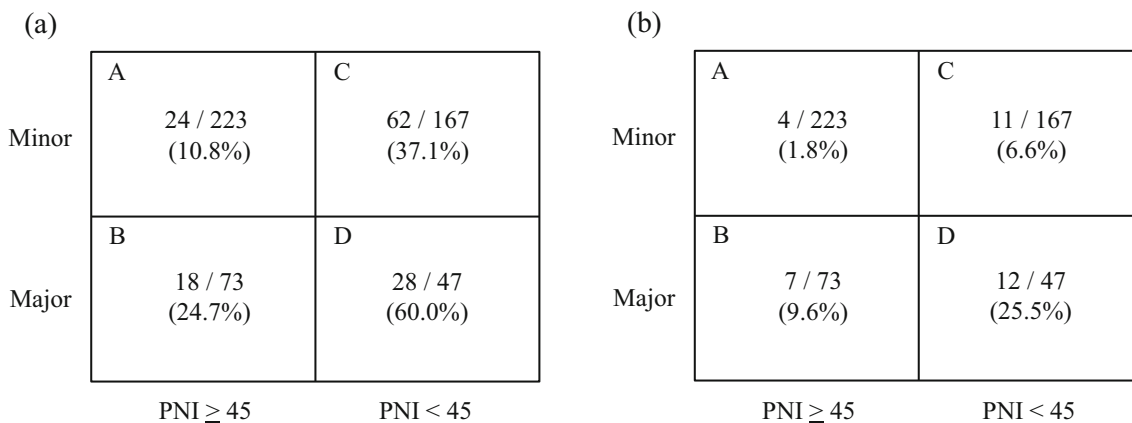 (a)
A
C
Minor
24 / 223
(10.8%)
62 / 167
(37.1%)
B
D
Major
18 / 73
(24.7%)
28 / 47
(60.0%)
PNI ≥ 45
PNI < 45
(b)
A
C
Minor
4 / 223
(1.8%)
11 / 167
(6.6%)
B
D
Major
7 / 73
(9.6%)
12 / 47
(25.5%)
PNI ≥ 45
PNI < 45